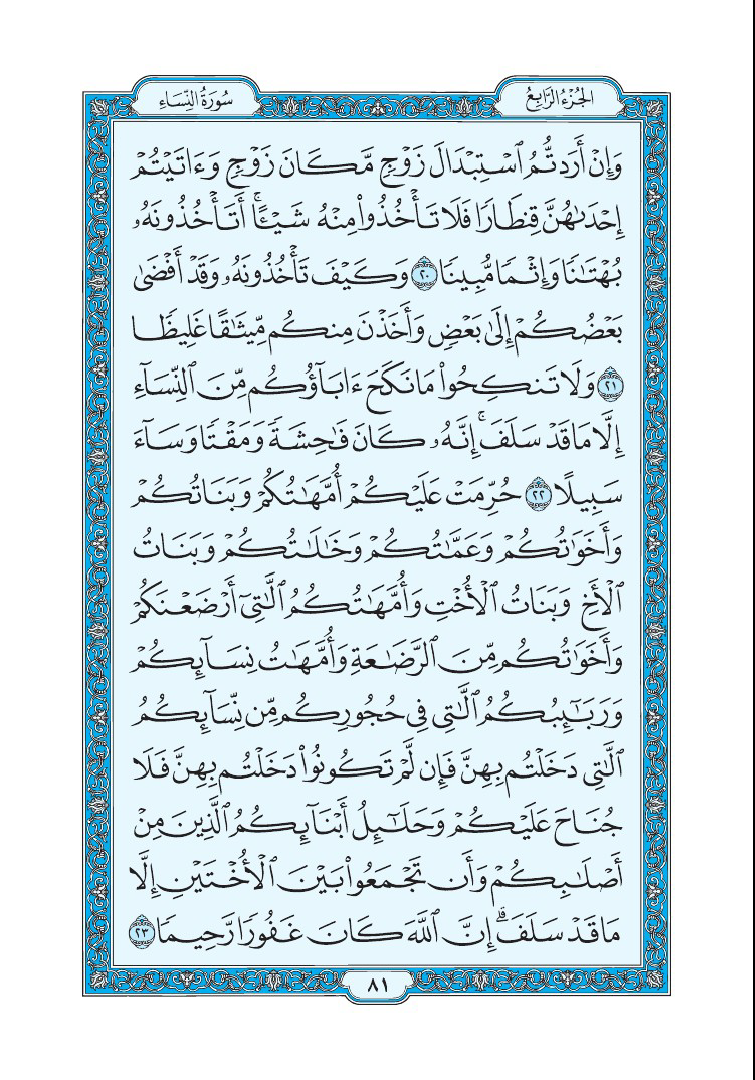 الجُزْءُ الرَّابِعُ
سُورَةُ النِّسَاءِ
وَإِنْ أَرَدتُّمُ ٱسْتِبْدَالَ زَوْجٍ مَّكَانَ زَوْجٍ وَءَاتَيْتُمْ
إِحْدَىٰهُنَّ قِنطَارًا فَلَا تَأْخُذُوا۟ مِنْهُ شَيْـًٔا ۚ أَتَأْخُذُونَهُۥ
بُهْتَـٰنًا وَإِثْمًا مُّبِينًا ٢٠ وَكَيْفَ تَأْخُذُونَهُۥ وَقَدْ أَفْضَىٰ
بَعْضُكُمْ إِلَىٰ بَعْضٍ وَأَخَذْنَ مِنكُم مِّيثَـٰقًا غَلِيظًا
٢١ وَلَا تَنكِحُوا۟ مَا نَكَحَ ءَابَآؤُكُم مِّنَ ٱلنِّسَآءِ
إِلَّا مَا قَدْ سَلَفَ ۚ إِنَّهُۥ كَانَ فَـٰحِشَةً وَمَقْتًا وَسَآءَ
سَبِيلًا ٢٢ حُرِّمَتْ عَلَيْكُمْ أُمَّهَـٰتُكُمْ وَبَنَاتُكُمْ
وَأَخَوَٰتُكُمْ وَعَمَّـٰتُكُمْ وَخَـٰلَـٰتُكُمْ وَبَنَاتُ
ٱلْأَخِ وَبَنَاتُ ٱلْأُخْتِ وَأُمَّهَـٰتُكُمُ ٱلَّـٰتِىٓ أَرْضَعْنَكُمْ
وَأَخَوَٰتُكُم مِّنَ ٱلرَّضَـٰعَةِ وَأُمَّهَـٰتُ نِسَآئِكُمْ
وَرَبَـٰٓئِبُكُمُ ٱلَّـٰتِى فِى حُجُورِكُم مِّن نِّسَآئِكُمُ
ٱلَّـٰتِى دَخَلْتُم بِهِنَّ فَإِن لَّمْ تَكُونُوا۟ دَخَلْتُم بِهِنَّ فَلَا
جُنَاحَ عَلَيْكُمْ وَحَلَـٰٓئِلُ أَبْنَآئِكُمُ ٱلَّذِينَ مِنْ
أَصْلَـٰبِكُمْ وَأَن تَجْمَعُوا۟ بَيْنَ ٱلْأُخْتَيْنِ إِلَّا
مَا قَدْ سَلَفَ ۗ إِنَّ ٱللَّهَ كَانَ غَفُورًا رَّحِيمًا ٢٣
٨١